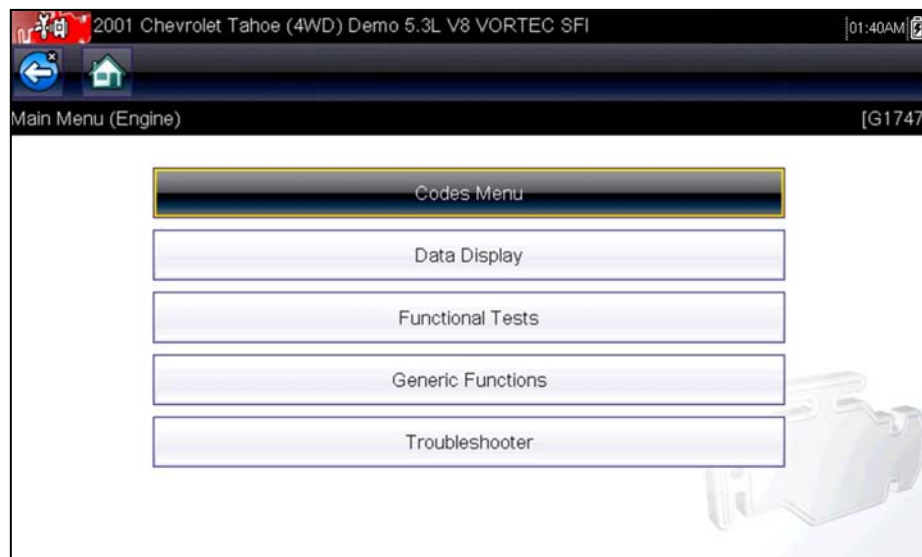 2001 Chevrolet Tahoe (4WD) Demo 5.3L V8 VORTEC SFI
01:40AM
Main Menu (Engine)
[G1747
Codes Menu
Data Display
Functional Tests
Generic Functions
Troubleshooter